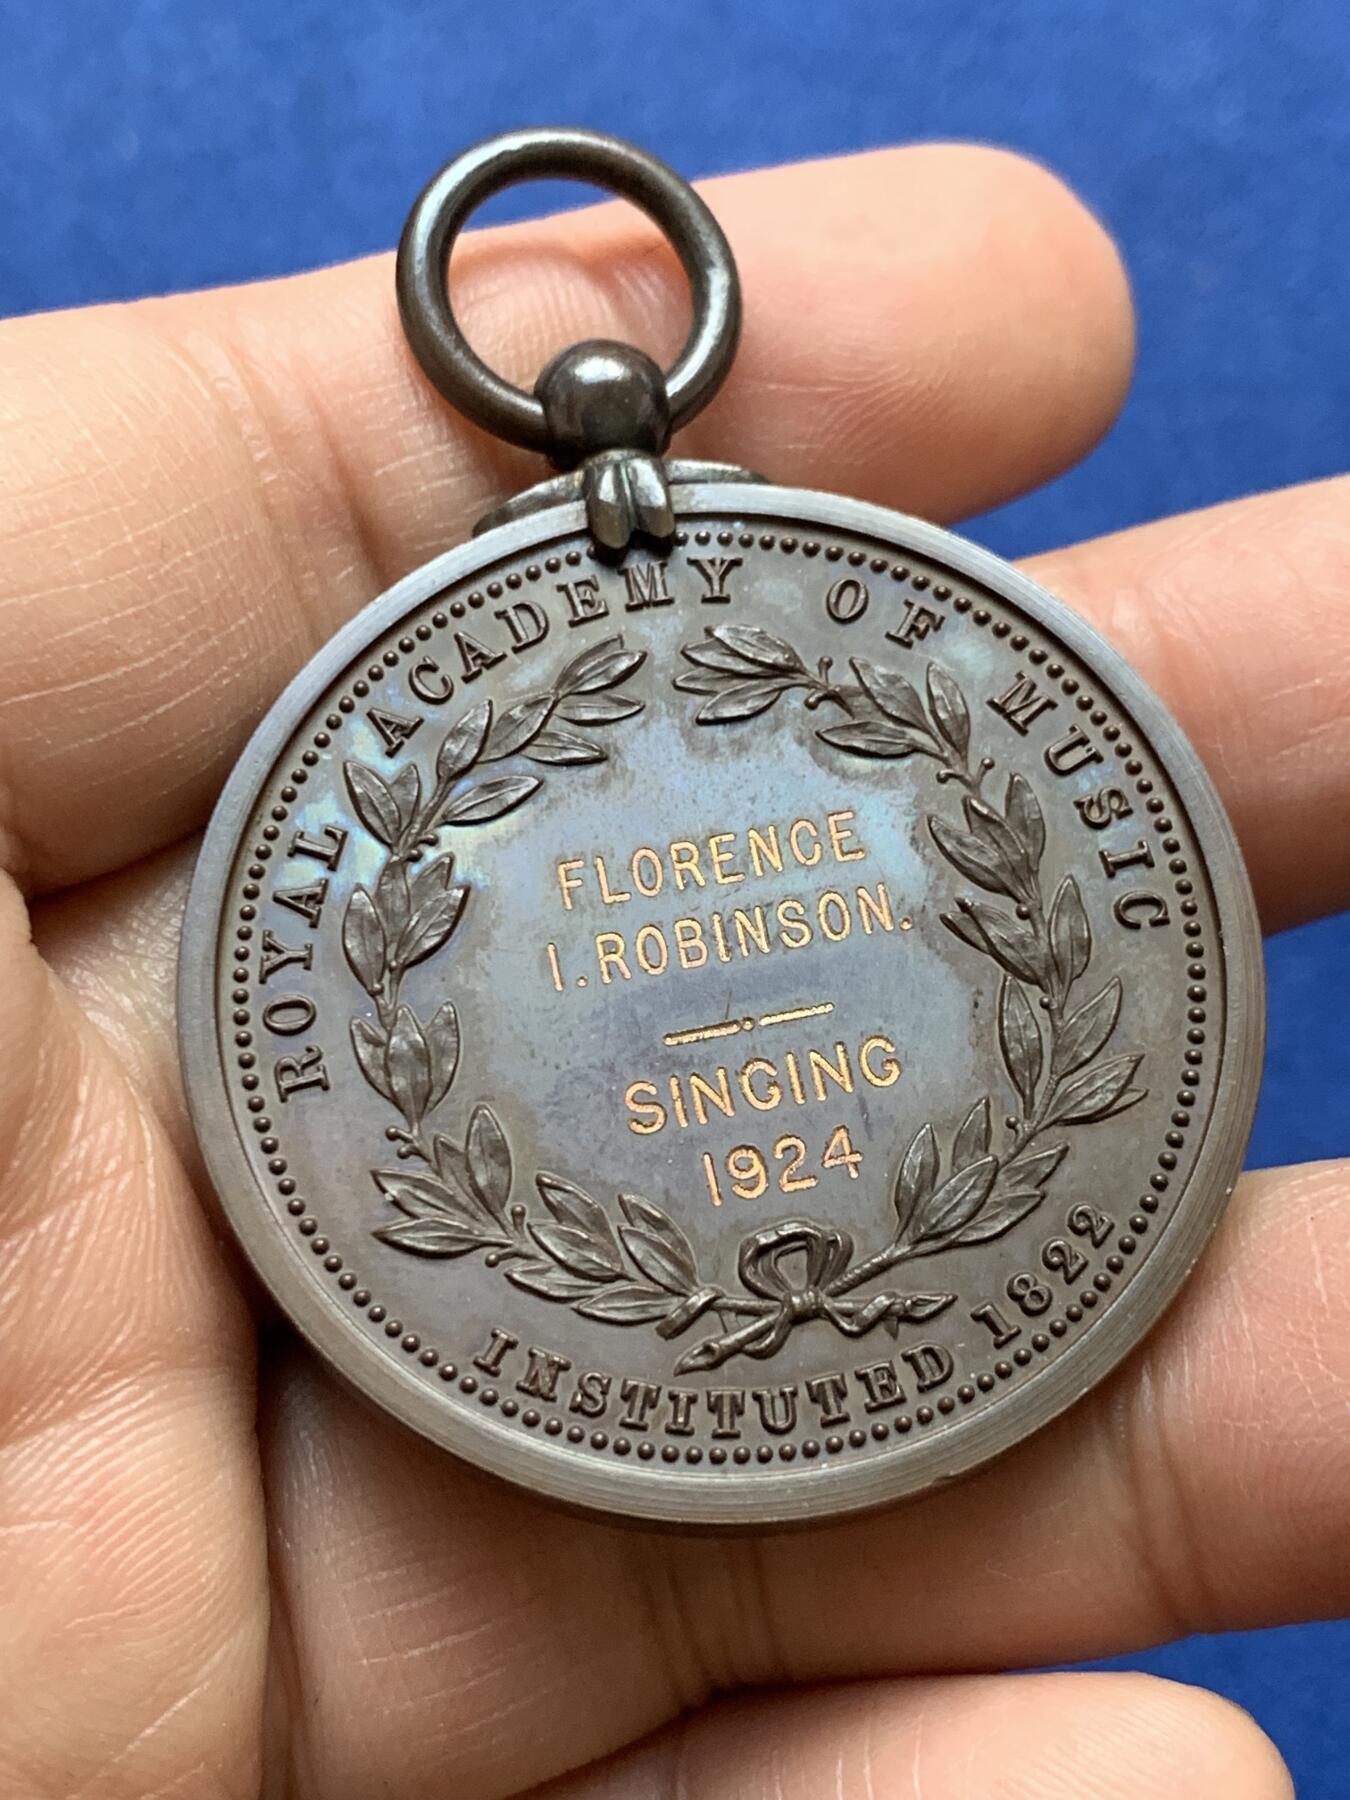 ROYAL ACADEMY OF MUSIC
FLORENCE
I. ROBINSON.
SINGING
1924
INSTITUTED 1822